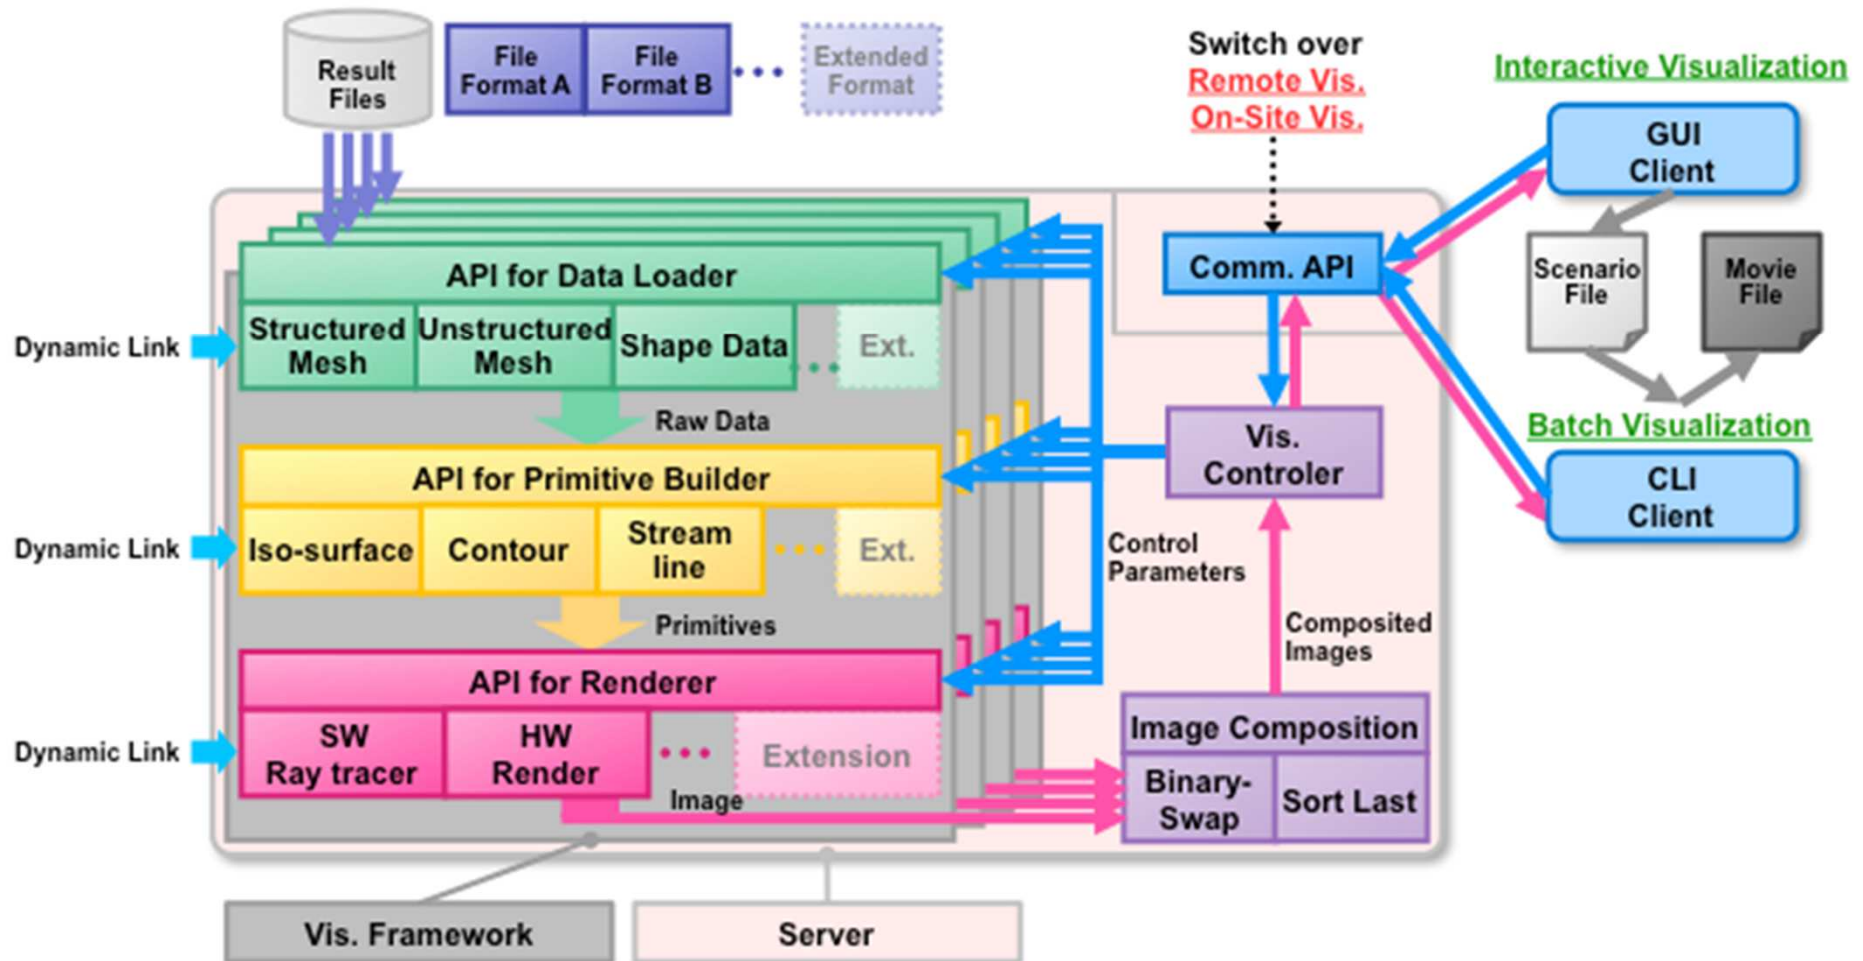 Result
Files
File
Format A
File
Format B
Extended
Format
Switch over
Remote Vis.
On-Site Vis.
Interactive Visualization
GUI
Client
Comm. API
Scenario
File
Movie
File
API for Data Loader
Dynamic Link
Structured
Mesh
Unstructured
Mesh
Shape Data
Ext.
Raw Data
Vis.
Controler
Batch Visualization
CLI
Client
API for Primitive Builder
Dynamic Link
Iso-surface
Contour
Stream
line
Ext.
Control
Parameters
Primitives
Composited
Images
API for Renderer
Dynamic Link
SW
Ray tracer
HW
Render
Extension
Image
Image Composition
Binary-
Swap
Sort Last
Vis. Framework
Server